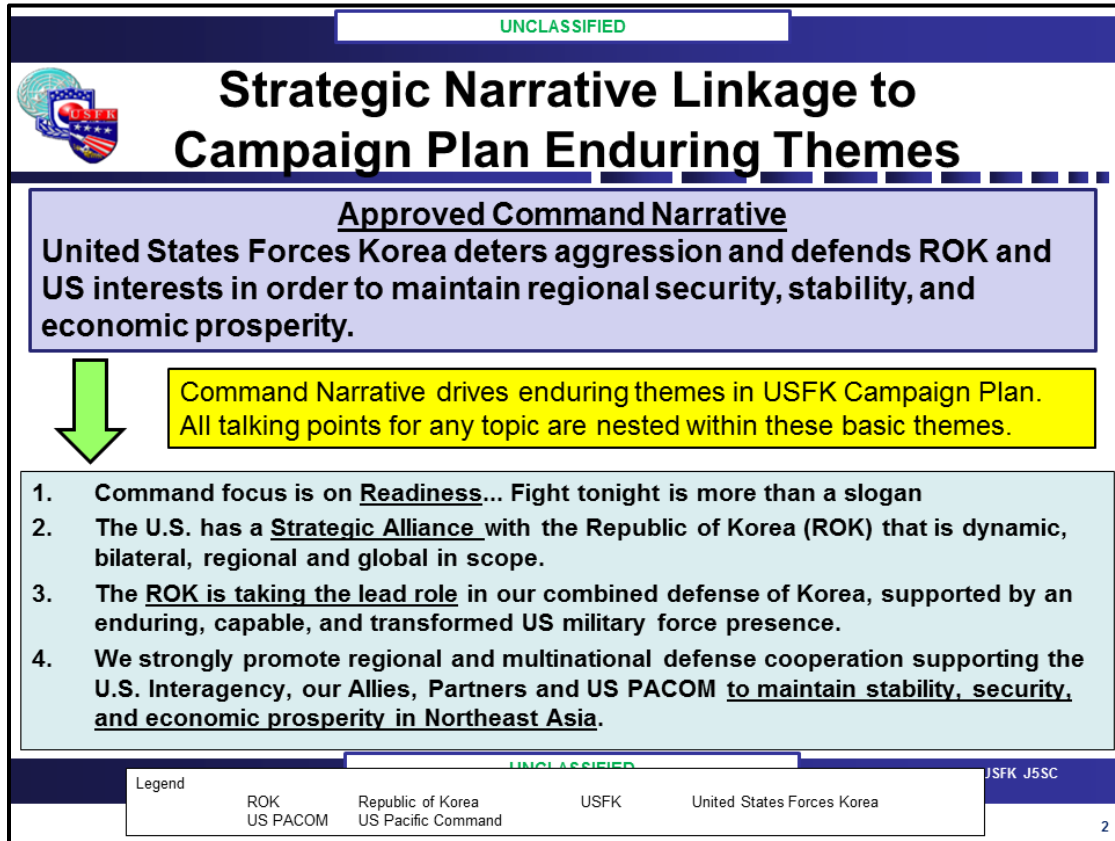 UNCLASSIFIED
USFK
Strategic Narrative Linkage to
Campaign Plan Enduring Themes
Approved Command Narrative
United States Forces Korea deters aggression and defends ROK and
US interests in order to maintain regional security, stability, and
economic prosperity.
Command Narrative drives enduring themes in USFK Campaign Plan.
All talking points for any topic are nested within these basic themes.
1. Command focus is on Readiness... Fight tonight is more than a slogan
2. The U.S. has a Strategic Alliance with the Republic of Korea (ROK) that is dynamic,
bilateral, regional and global in scope.
3. The ROK is taking the lead role in our combined defense of Korea, supported by an
enduring, capable, and transformed US military force presence.
4. We strongly promote regional and multinational defense cooperation supporting the
U.S. Interagency, our Allies, Partners and US PACOM to maintain stability, security,
and economic prosperity in Northeast Asia.
UNCLASSIFIED
USFK J5SC
Legend
ROK Republic of Korea USFK United States Forces Korea
US PACOM US Pacific Command
2